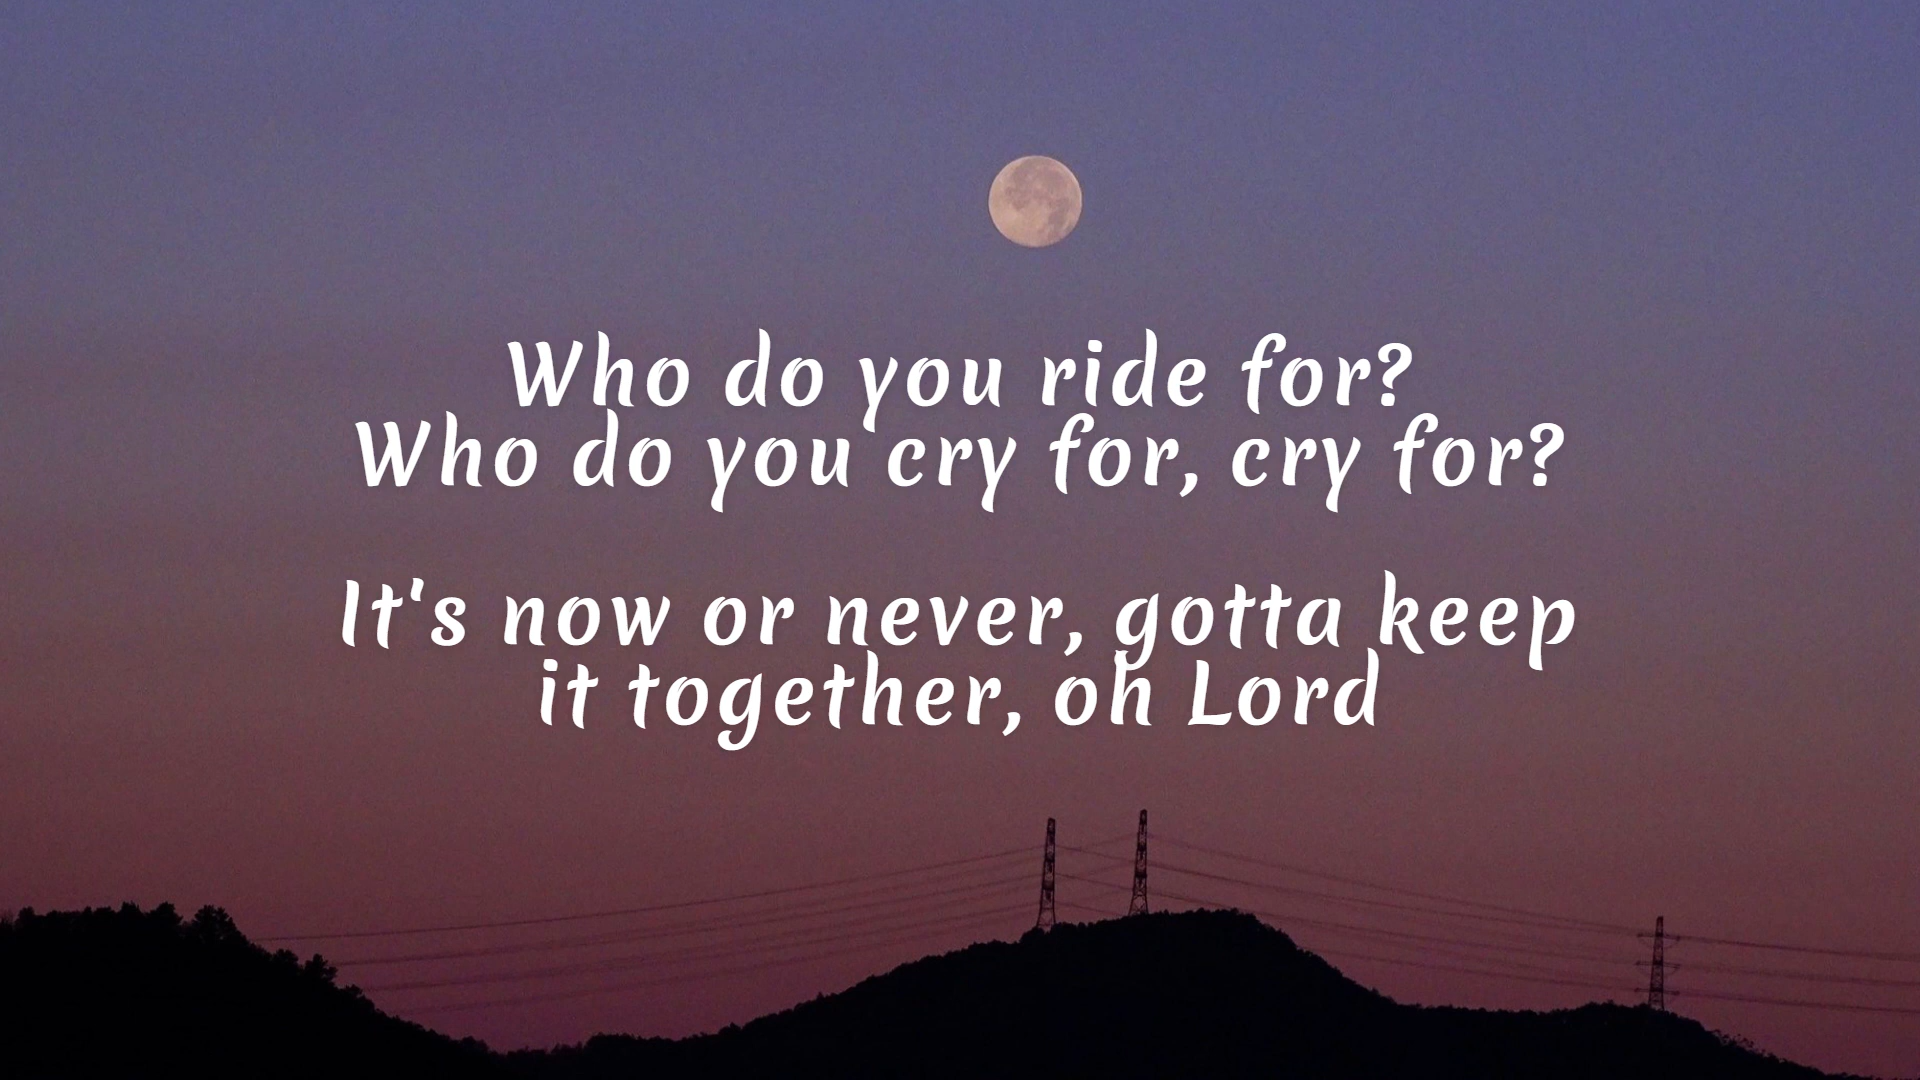 Who do you ride for?
Who do you cry for, cry for?
It's now or never, gotta keep
it together, oh Lord